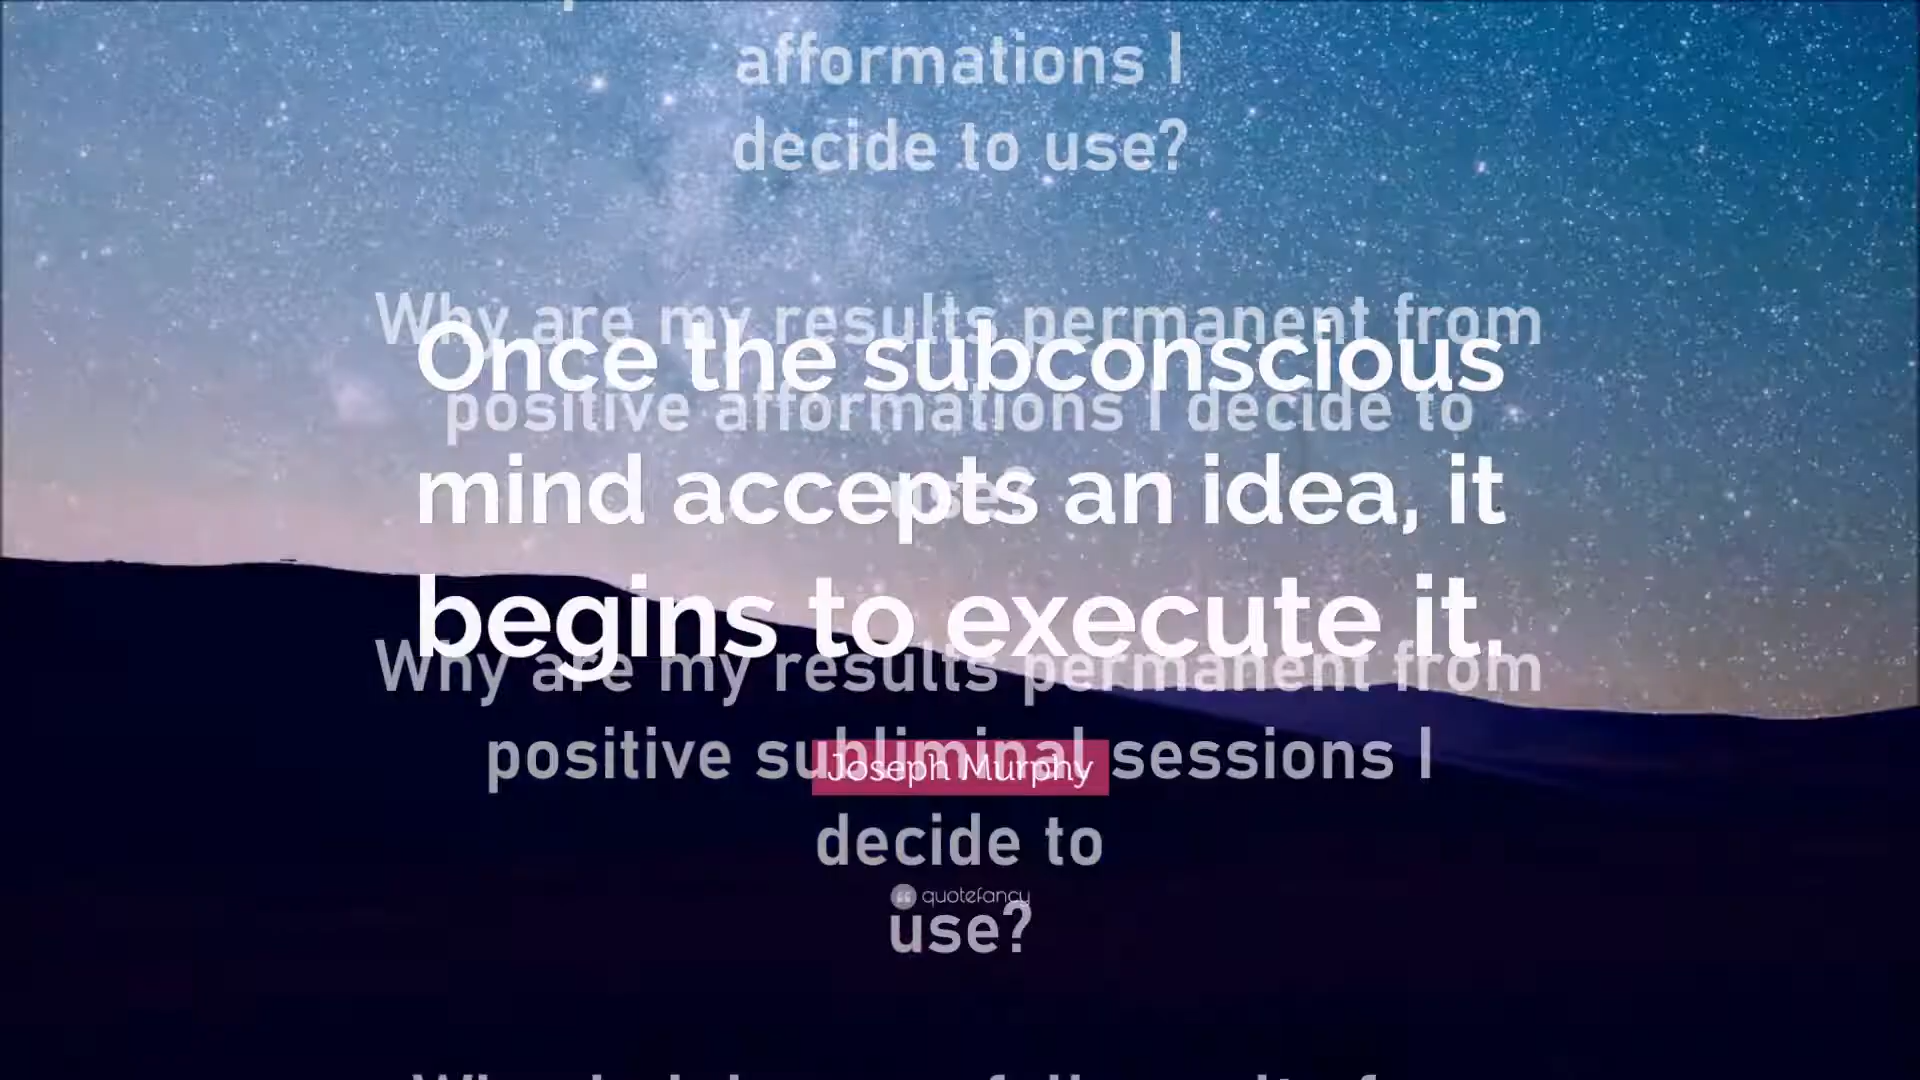 afformations I
decide to use?
Why are my results permanent from
Once the subconscious
positive afformations I decide to
mind accepts an idea, it
use?
begins to execute it.
Why are my results permanent from
positive subliminal sessions I
Joseph Murphy
decide to
quotefancy
use?